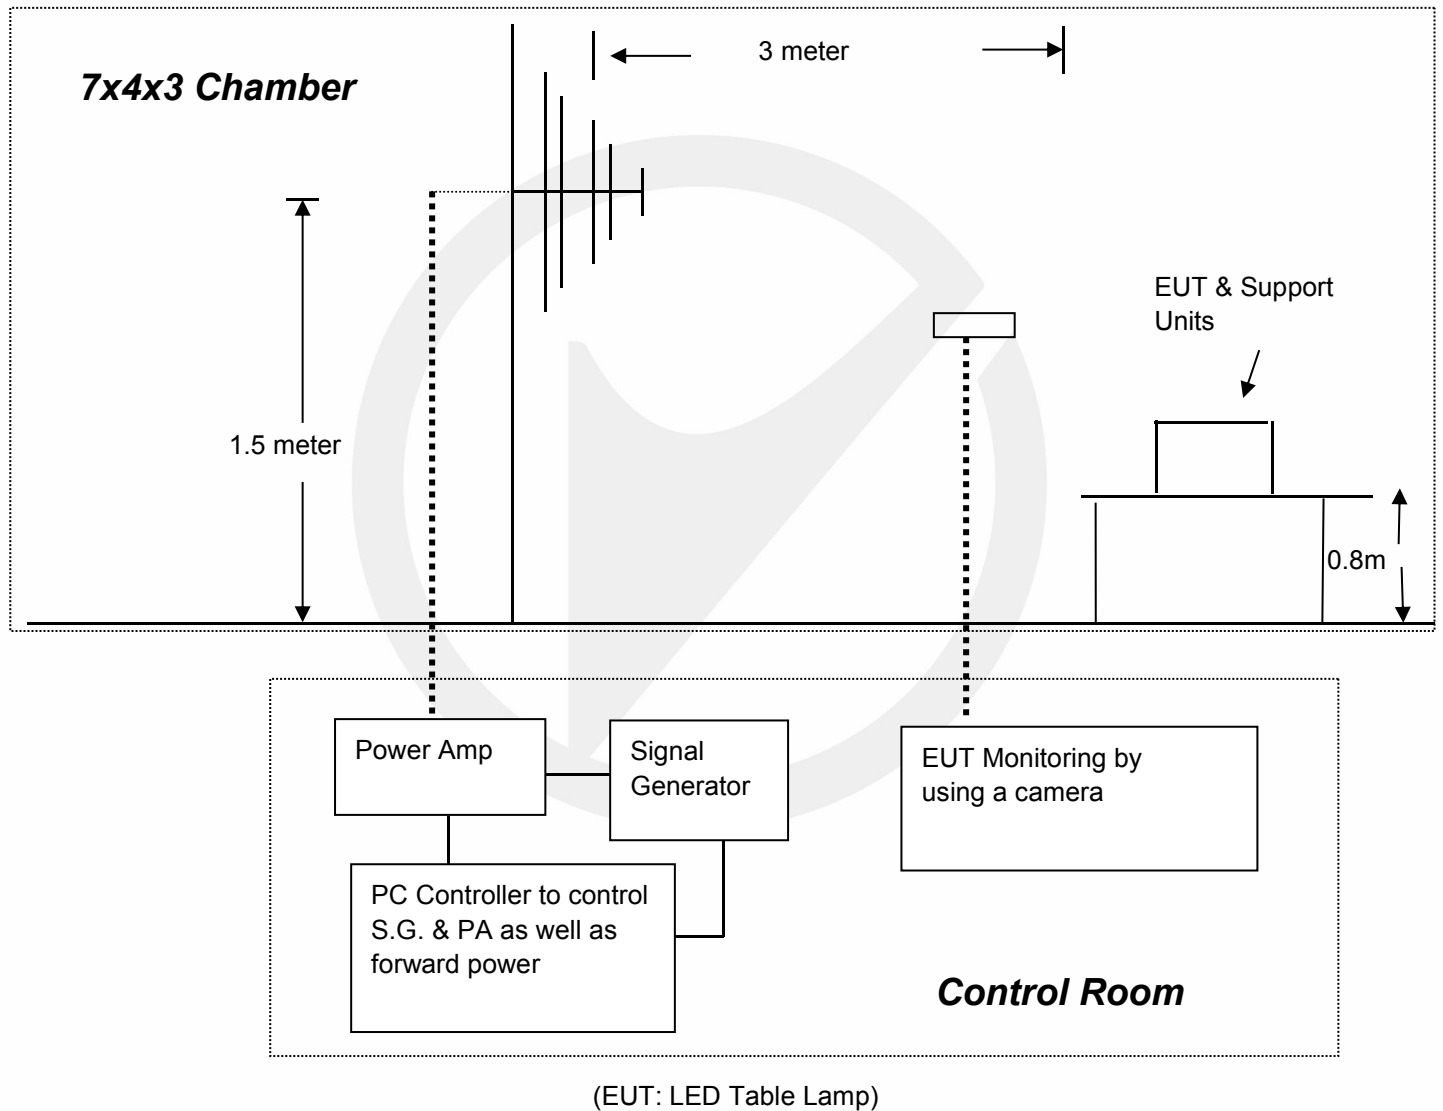 3 meter
7x4x3 Chamber
EUT & Support
Units
1.5 meter
0.8m
Power Amp
Signal
Generator
EUT Monitoring by
using a camera
PC Controller to control
S.G. & PA as well as
forward power
Control Room
(EUT: LED Table Lamp)